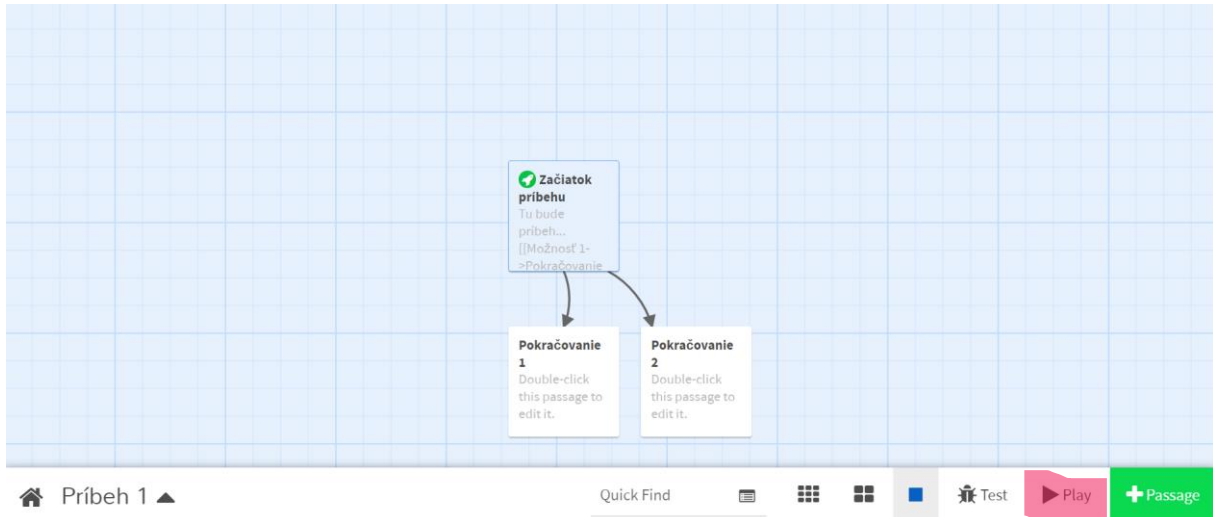 Začiatok
príbehu
Tu bude
príbeh...
[[Možnosť 1-
>Pokračovanie
Pokračovanie
1
Double-click
this passage to
edit it.
Pokračovanie
2
Double-click
this passage to
edit it.
Príbeh 1
Quick Find
Test
Play
Passage